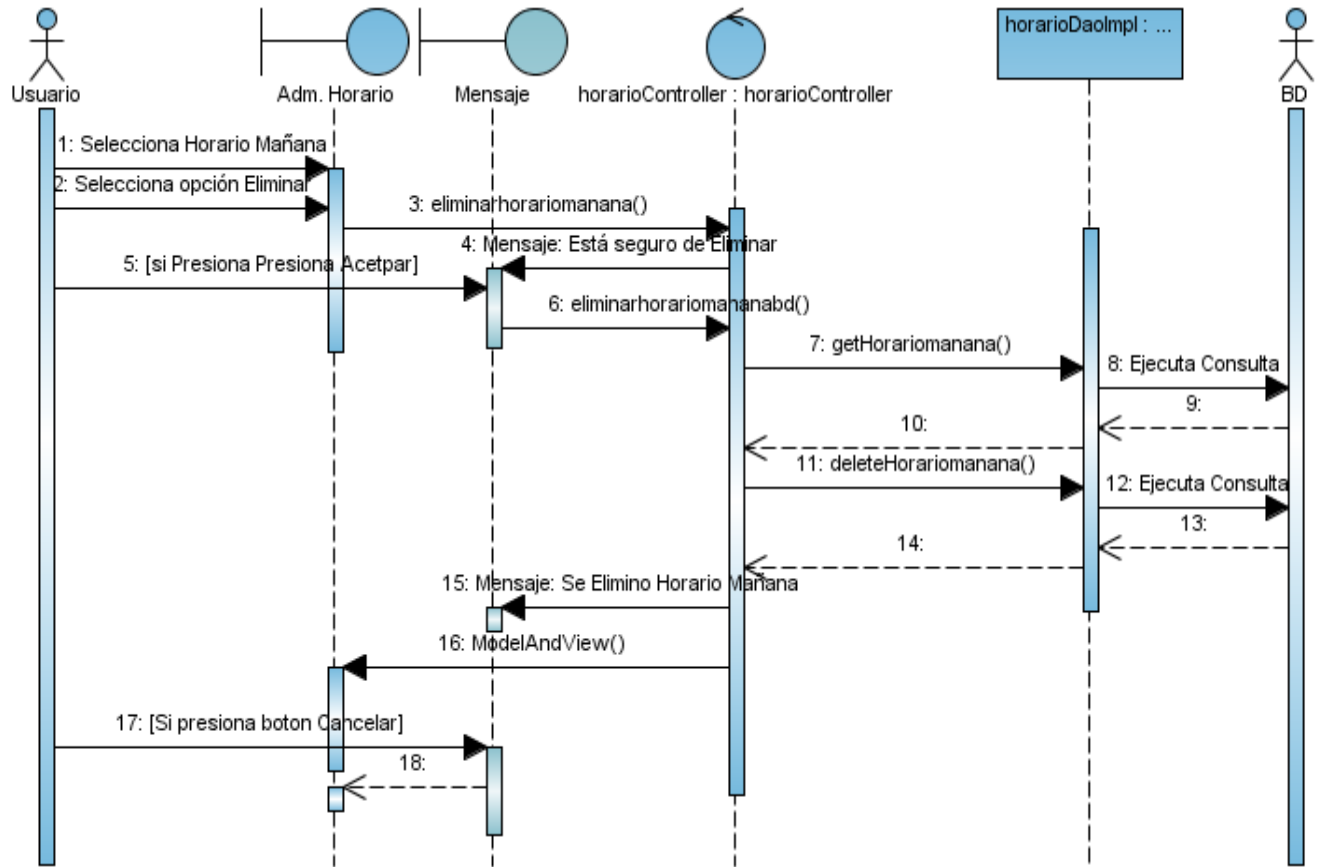 horarioDaoImpl : ...
Usuario
Adm. Horario
Mensaje
horarioController : horarioController
BD
1: Selecciona Horario Mañana
2: Selecciona opción Eliminar
3: eliminarhorariomanana()
4: Mensaje: Está seguro de Eliminar
5: [si Presiona Presiona Acetpar]
6: eliminarhorariomananabd()
7: getHorariomanana()
8: Ejecuta Consulta
9:
10:
11: deleteHorariomanana()
12: Ejecuta Consulta
13:
14:
15: Mensaje: Se Elimino Horario Mañana
16: ModelAndView()
17: [Si presiona boton Cancelar]
18: